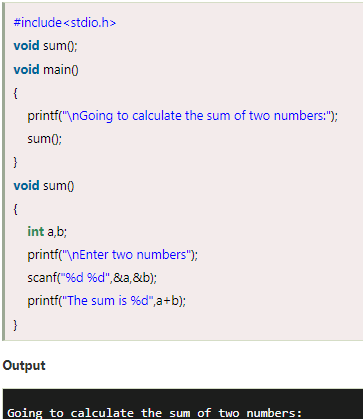 #include<stdio.h>
void sum();
void main()
{
printf("\nGoing to calculate the sum of two numbers:");
sum();
}
void sum()
{
int a,b;
printf("\nEnter two numbers");
scanf("%d %d",&a,&b);
printf("The sum is %d",a+b);
}
Output
Going to calculate the sum of two numbers: